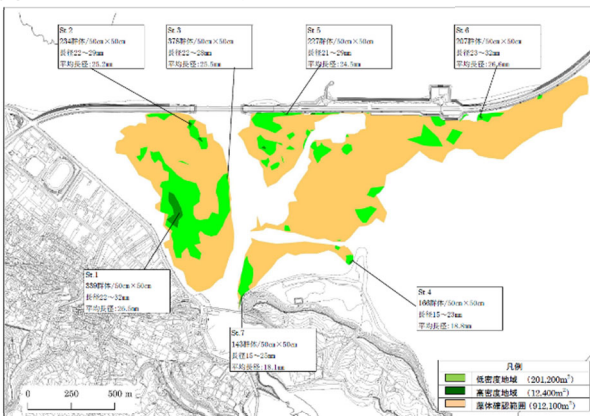 St.2
234群体/50cm×50cm
長径22～29mm
平均長径:25.2mm
St.3
378群体/50cm×50cm
長径22～28mm
平均長径:25.5mm
St.5
227群体/50cm×50cm
長径21～29mm
平均長径:24.5mm
St.6
207群体/50cm×50cm
長径23～32mm
平均長径:26.6mm
St.1
339群体/50cm×50cm
長径22～32mm
平均長径:26.5mm
St.4
166群体/50cm×50cm
長径15～23mm
平均長径:18.8mm
St.7
143群体/50cm×50cm
長径15～25mm
平均長径:18.1mm
0 250 500 m
凡例
低密度地域 (201,200m²)
高密度地域 (12,400m²)
藻体確認範囲 (912,100m²)